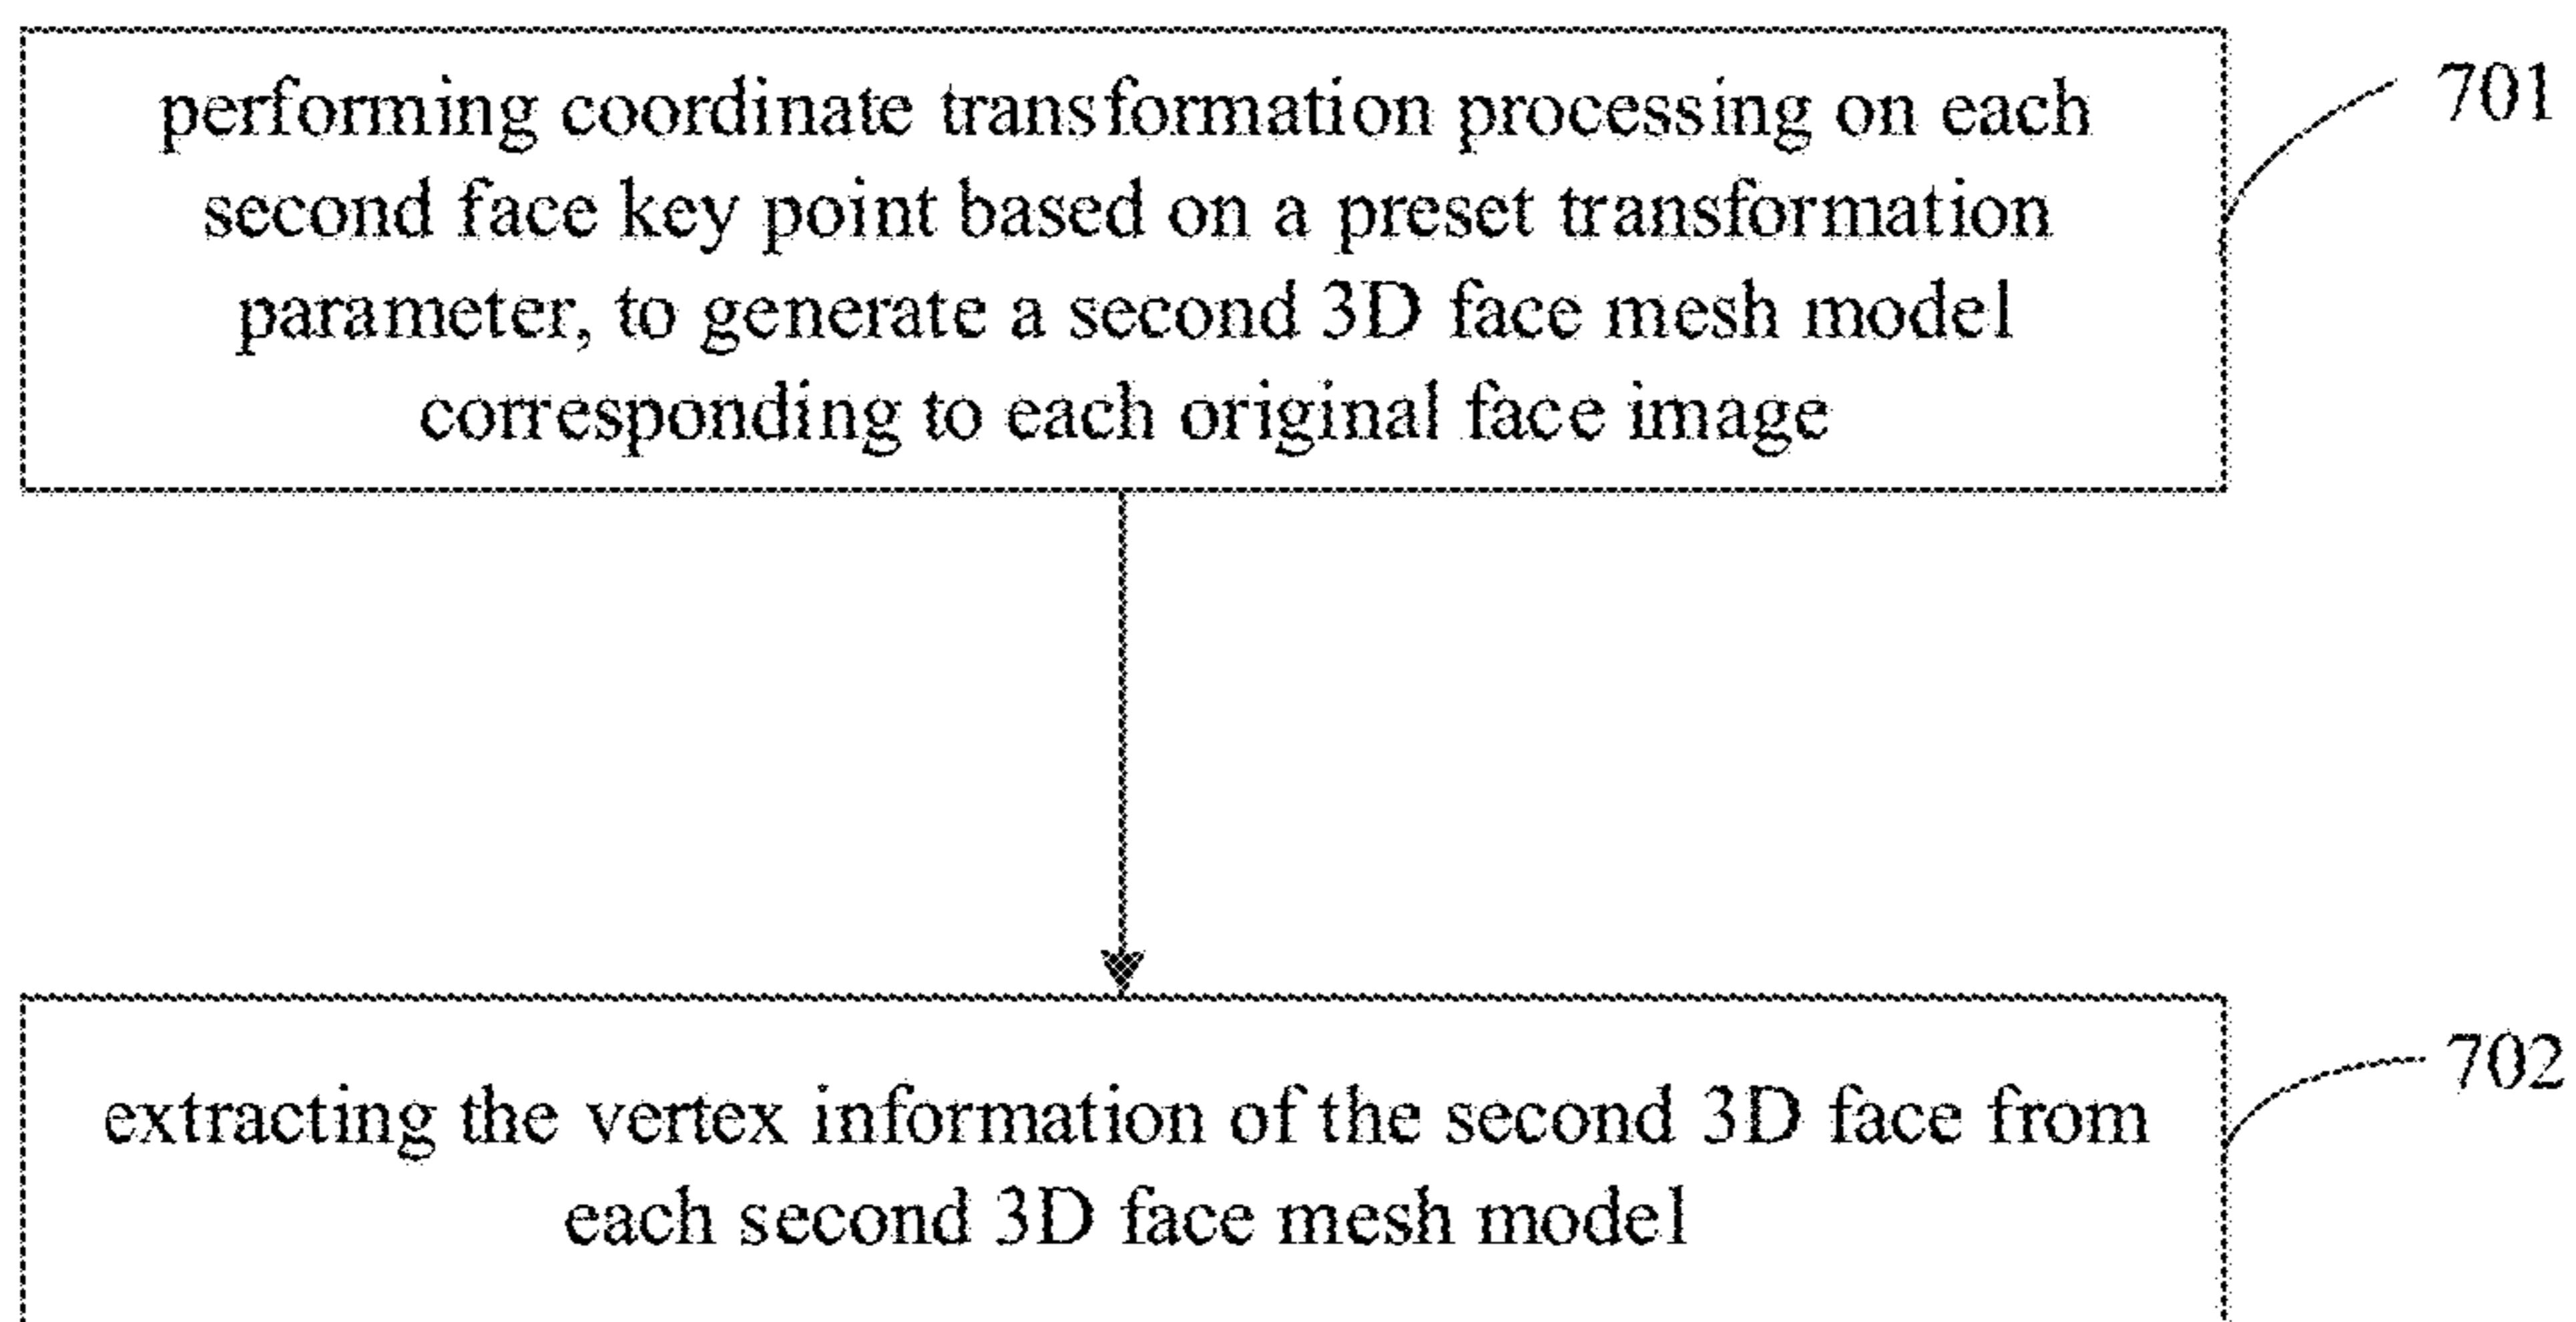 performing coordinate transformation processing on each
second face key point based on a preset transformation
parameter, to generate a second 3D face mesh model
corresponding to each original face image
701
extracting the vertex information of the second 3D face from
each second 3D face mesh model
702